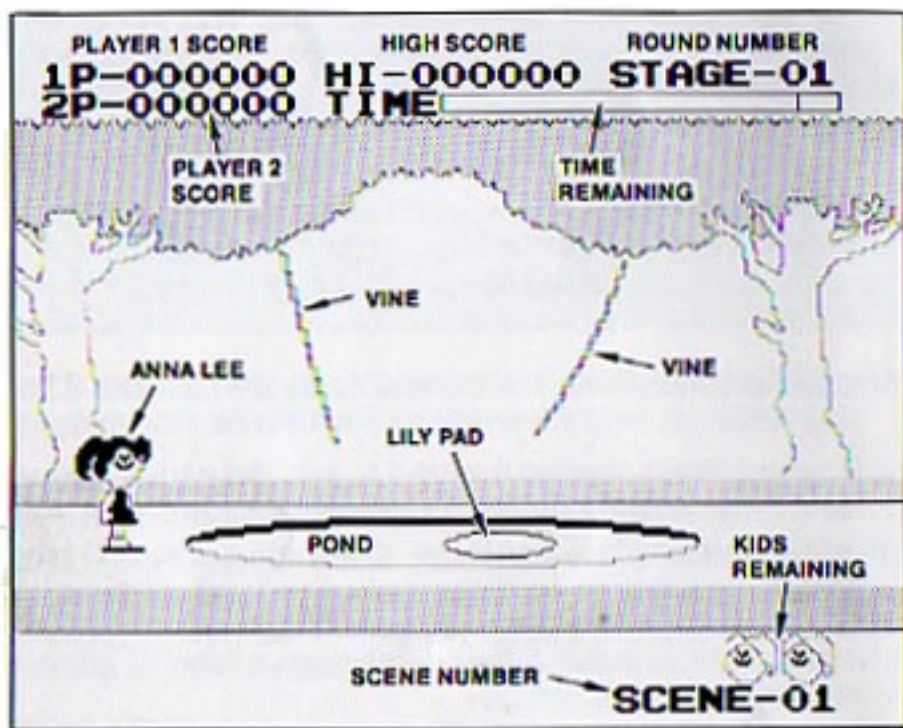 PLAYER 1 SCORE HIGH SCORE ROUND NUMBER
1P-000000 HI-000000 STAGE-01
2P-000000 TIME
PLAYER 2
SCORE
TIME
REMAINING
VINE
VINE
ANNA LEE
LILY PAD
POND
KIDS
REMAINING
SCENE NUMBER
SCENE-01